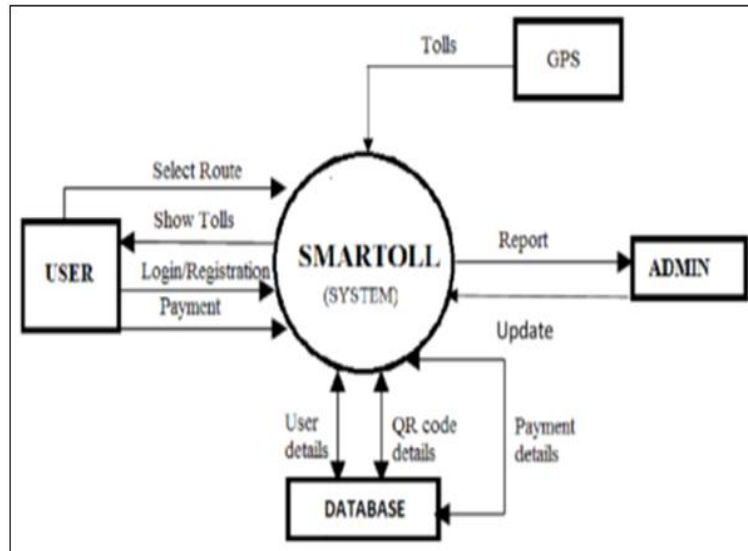 Tolls
GPS
Select Route
Show Tolls
USER
Login/Registration
Payment
SMARTOLL
(SYSTEM)
Report
ADMIN
Update
User
details
QR code
details
Payment
details
DATABASE